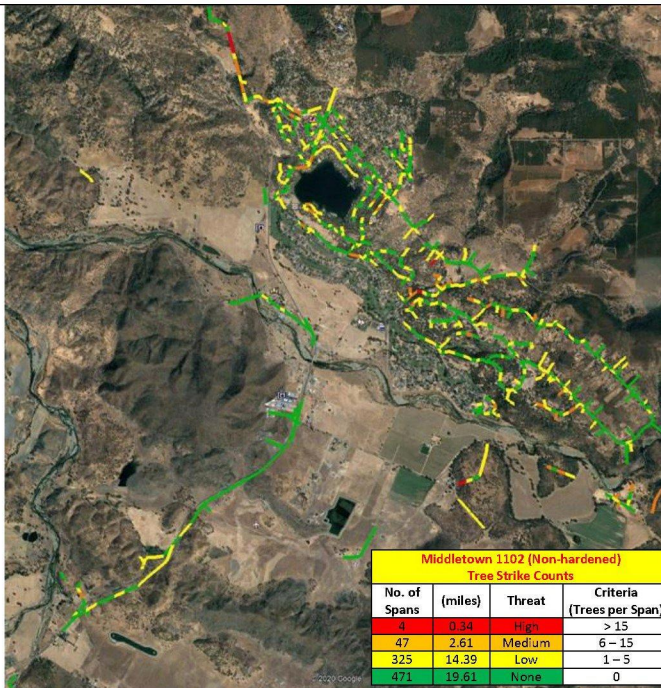 © 2020 Google
Middletown 1102 (Non-hardened)
Tree Strike Counts
No. of Spans (miles) Threat Criteria (Trees per Span)
4 0.34 High > 15
47 2.61 Medium 6 – 15
325 14.39 Low 1 – 5
471 19.61 None 0